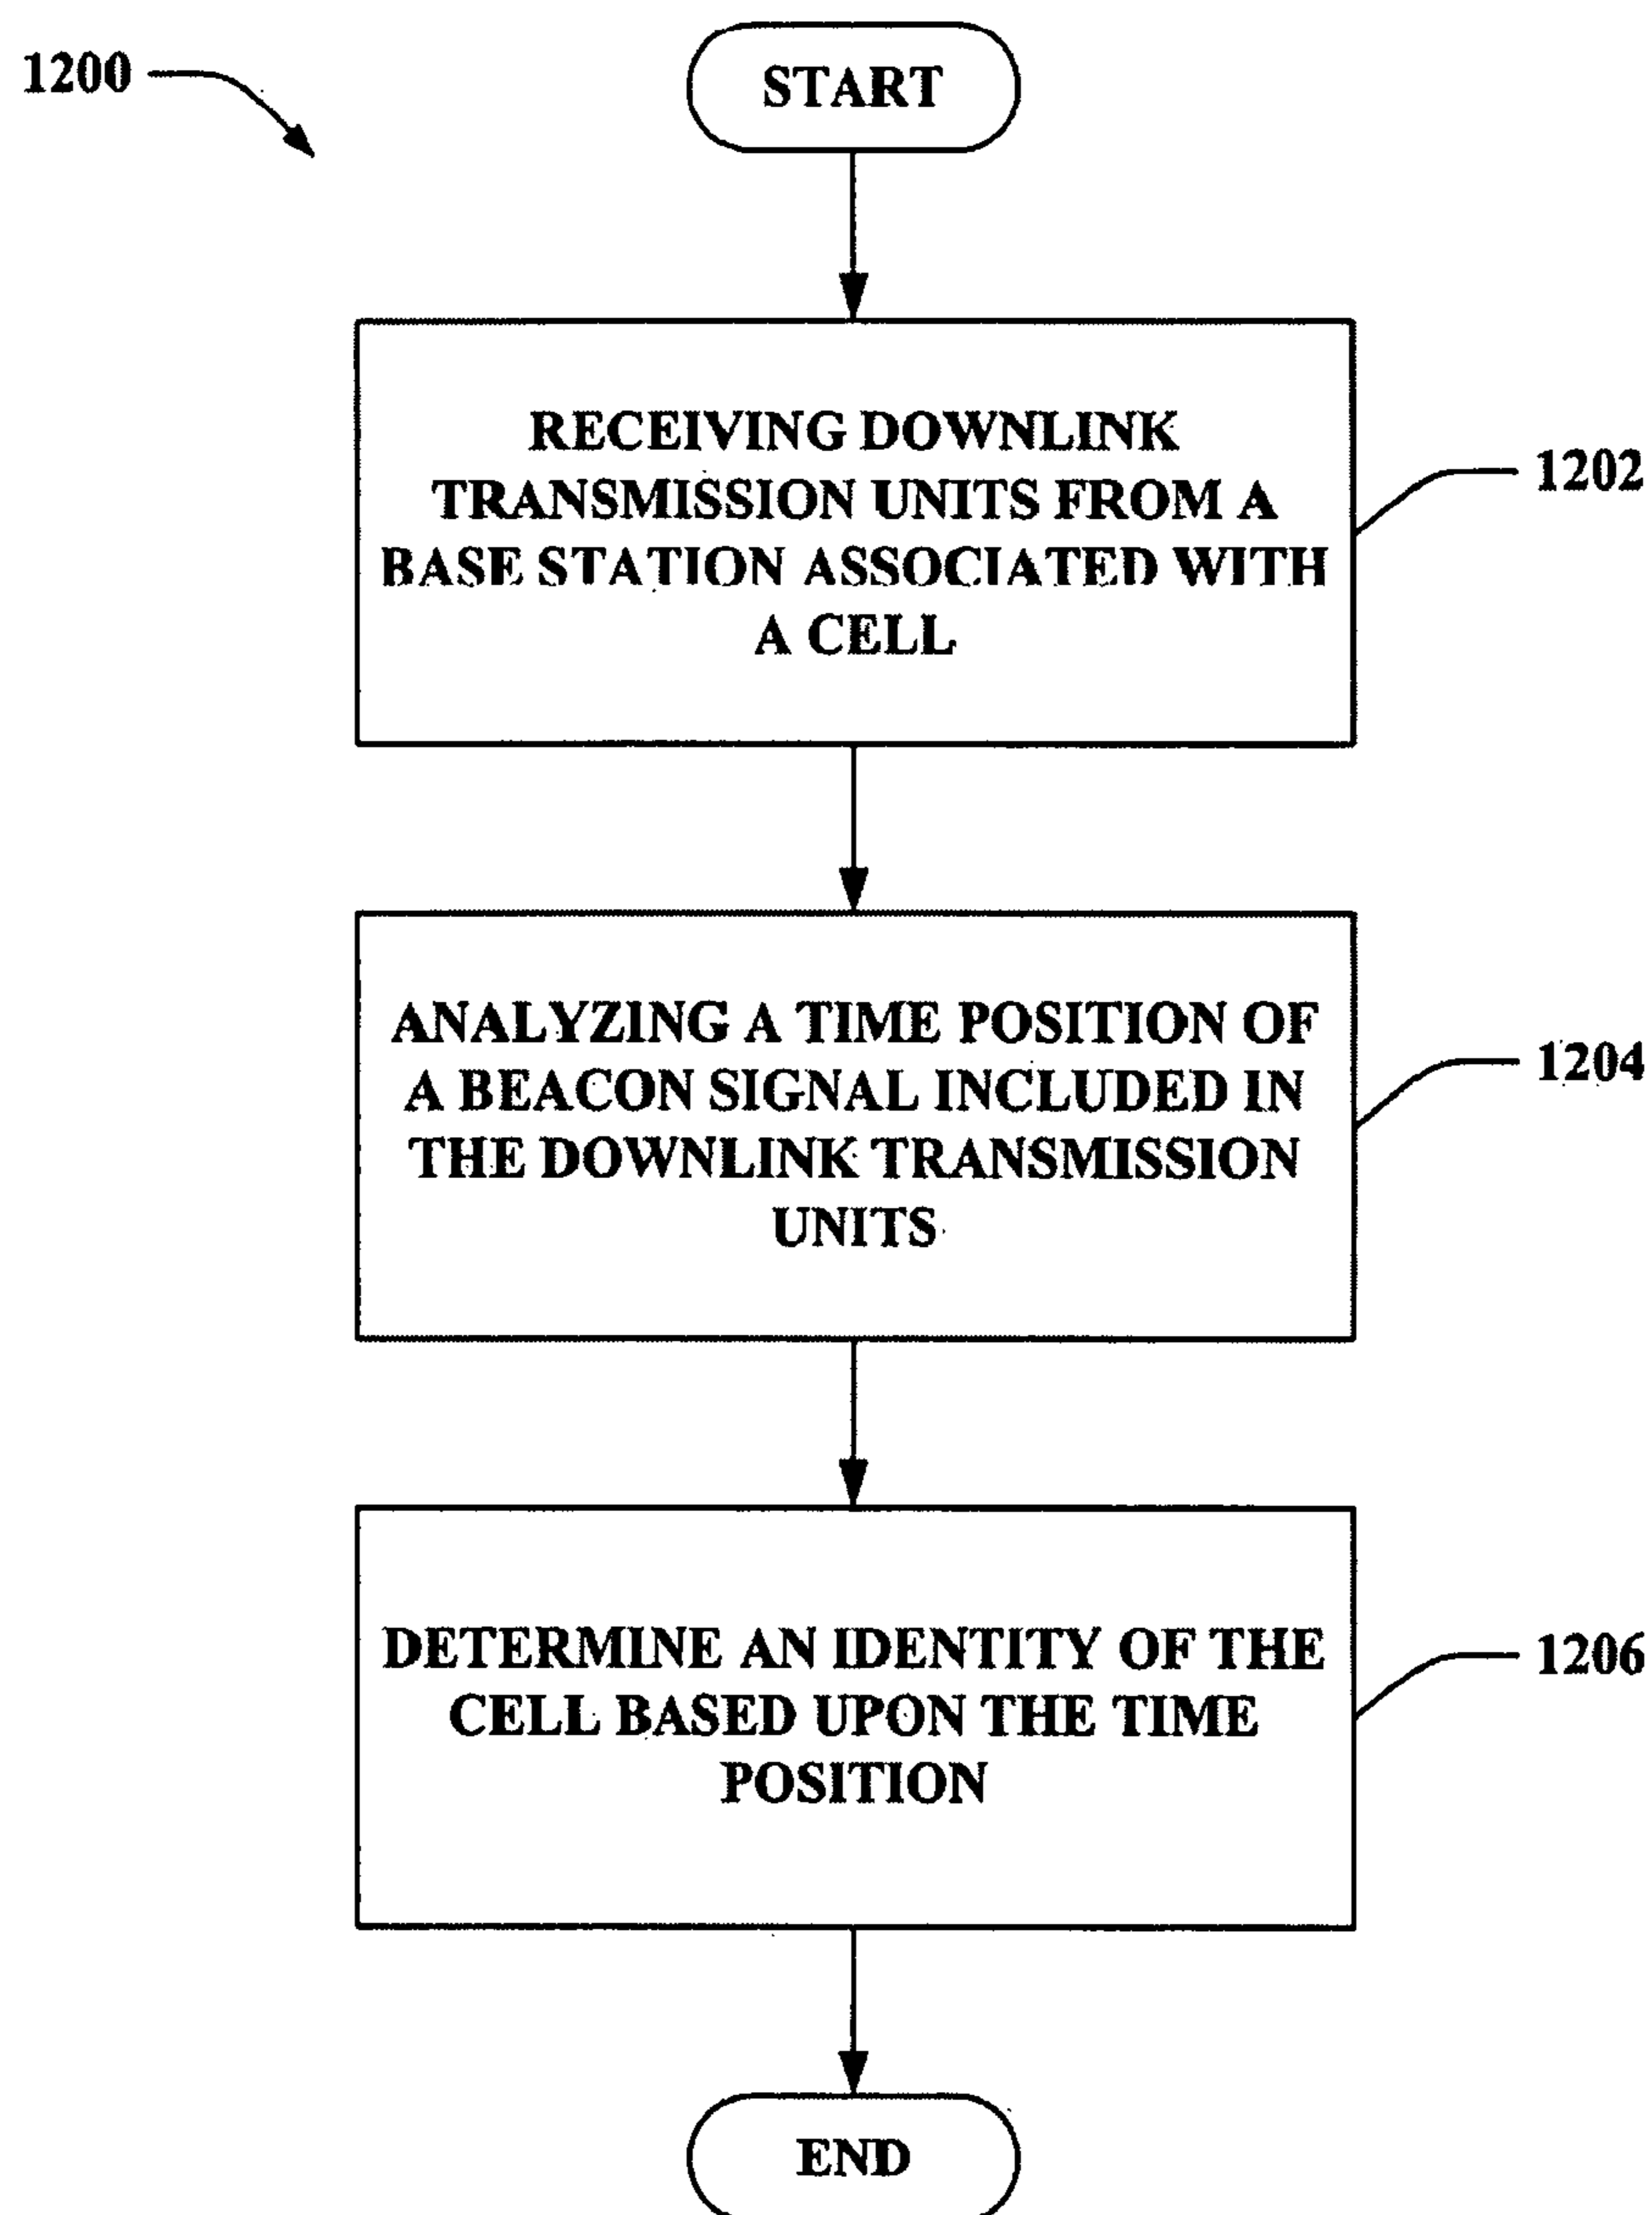 1200
START
RECEIVING DOWNLINK
TRANSMISSION UNITS FROM A
BASE STATION ASSOCIATED WITH
A CELL
1202
ANALYZING A TIME POSITION OF
A BEACON SIGNAL INCLUDED IN
THE DOWNLINK TRANSMISSION
UNITS
1204
DETERMINE AN IDENTITY OF THE
CELL BASED UPON THE TIME
POSITION
1206
END